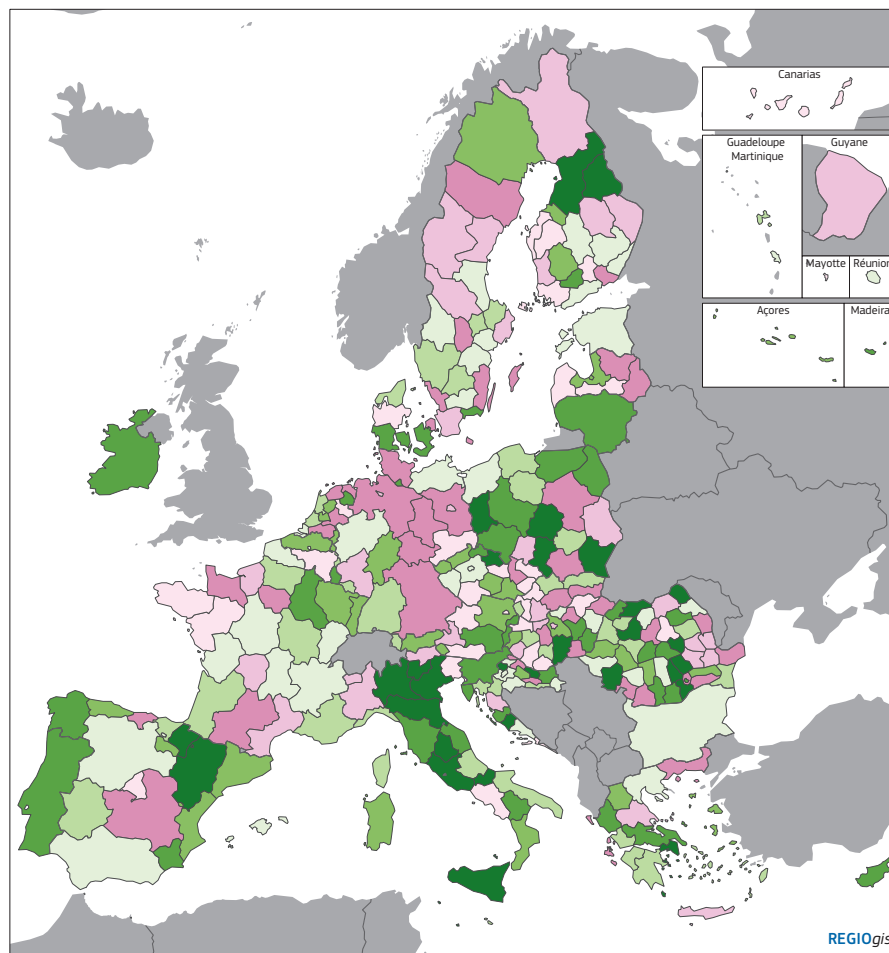 Canarias
Guadeloupe
Martinique
Guyane
Mayotte
Réunion
Açores
Madeira
REGIOgis